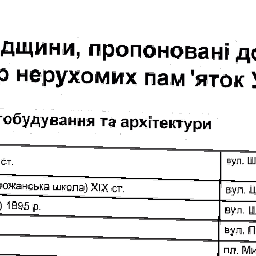 дщини, пропоновані до
р нерухомих пам'яток У
тобудування та архітектури
ст. вул. Ш
рожанська школа) XIX ст. вул. Ц
) 1895 р. вул. Ш
вул. П
пл. Ми